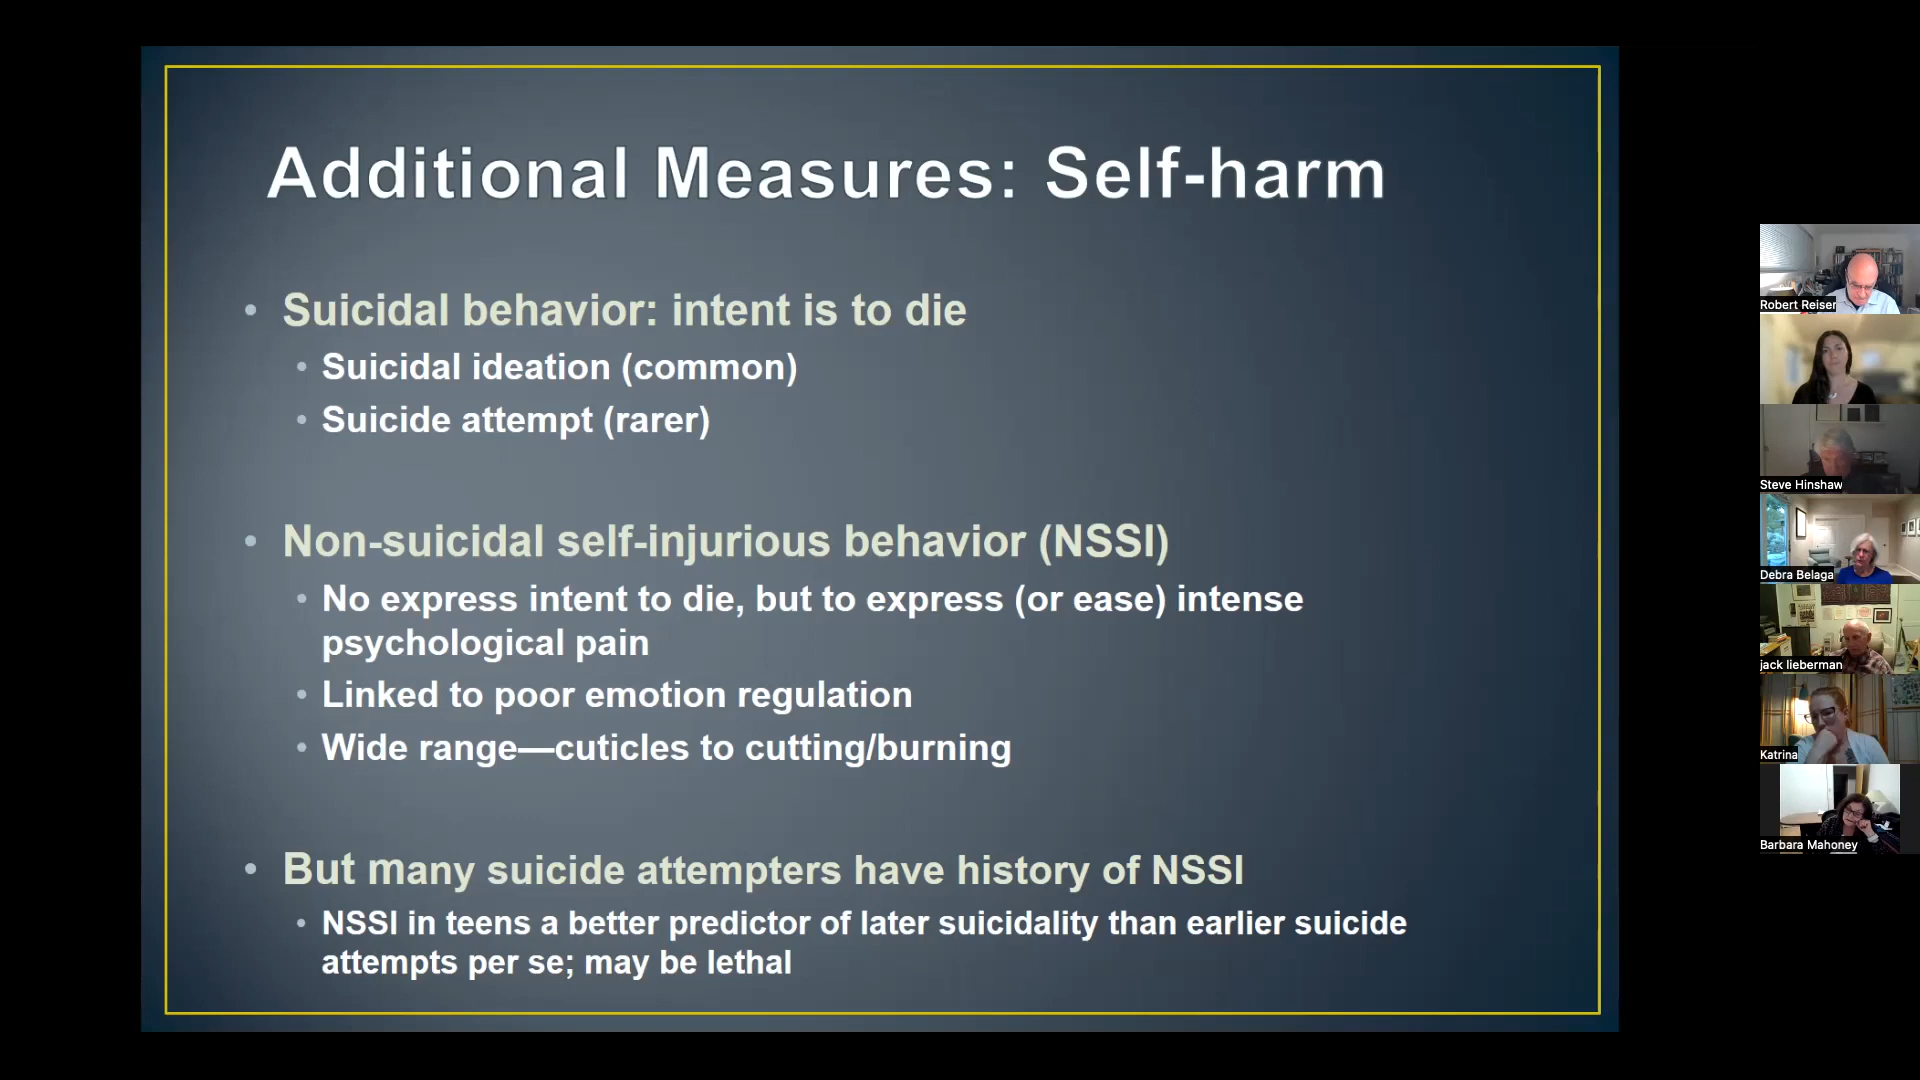 Additional Measures: Self-harm
• Suicidal behavior: intent is to die
• Suicidal ideation (common)
• Suicide attempt (rarer)
• Non-suicidal self-injurious behavior (NSSI)
• No express intent to die, but to express (or ease) intense
psychological pain
• Linked to poor emotion regulation
• Wide range—cuticles to cutting/burning
• But many suicide attempters have history of NSSI
• NSSI in teens a better predictor of later suicidality than earlier suicide
attempts per se; may be lethal
Robert Reiser
Steve Hinshaw
Debra Belaga
jack lieberman
Katrina
Barbara Mahoney